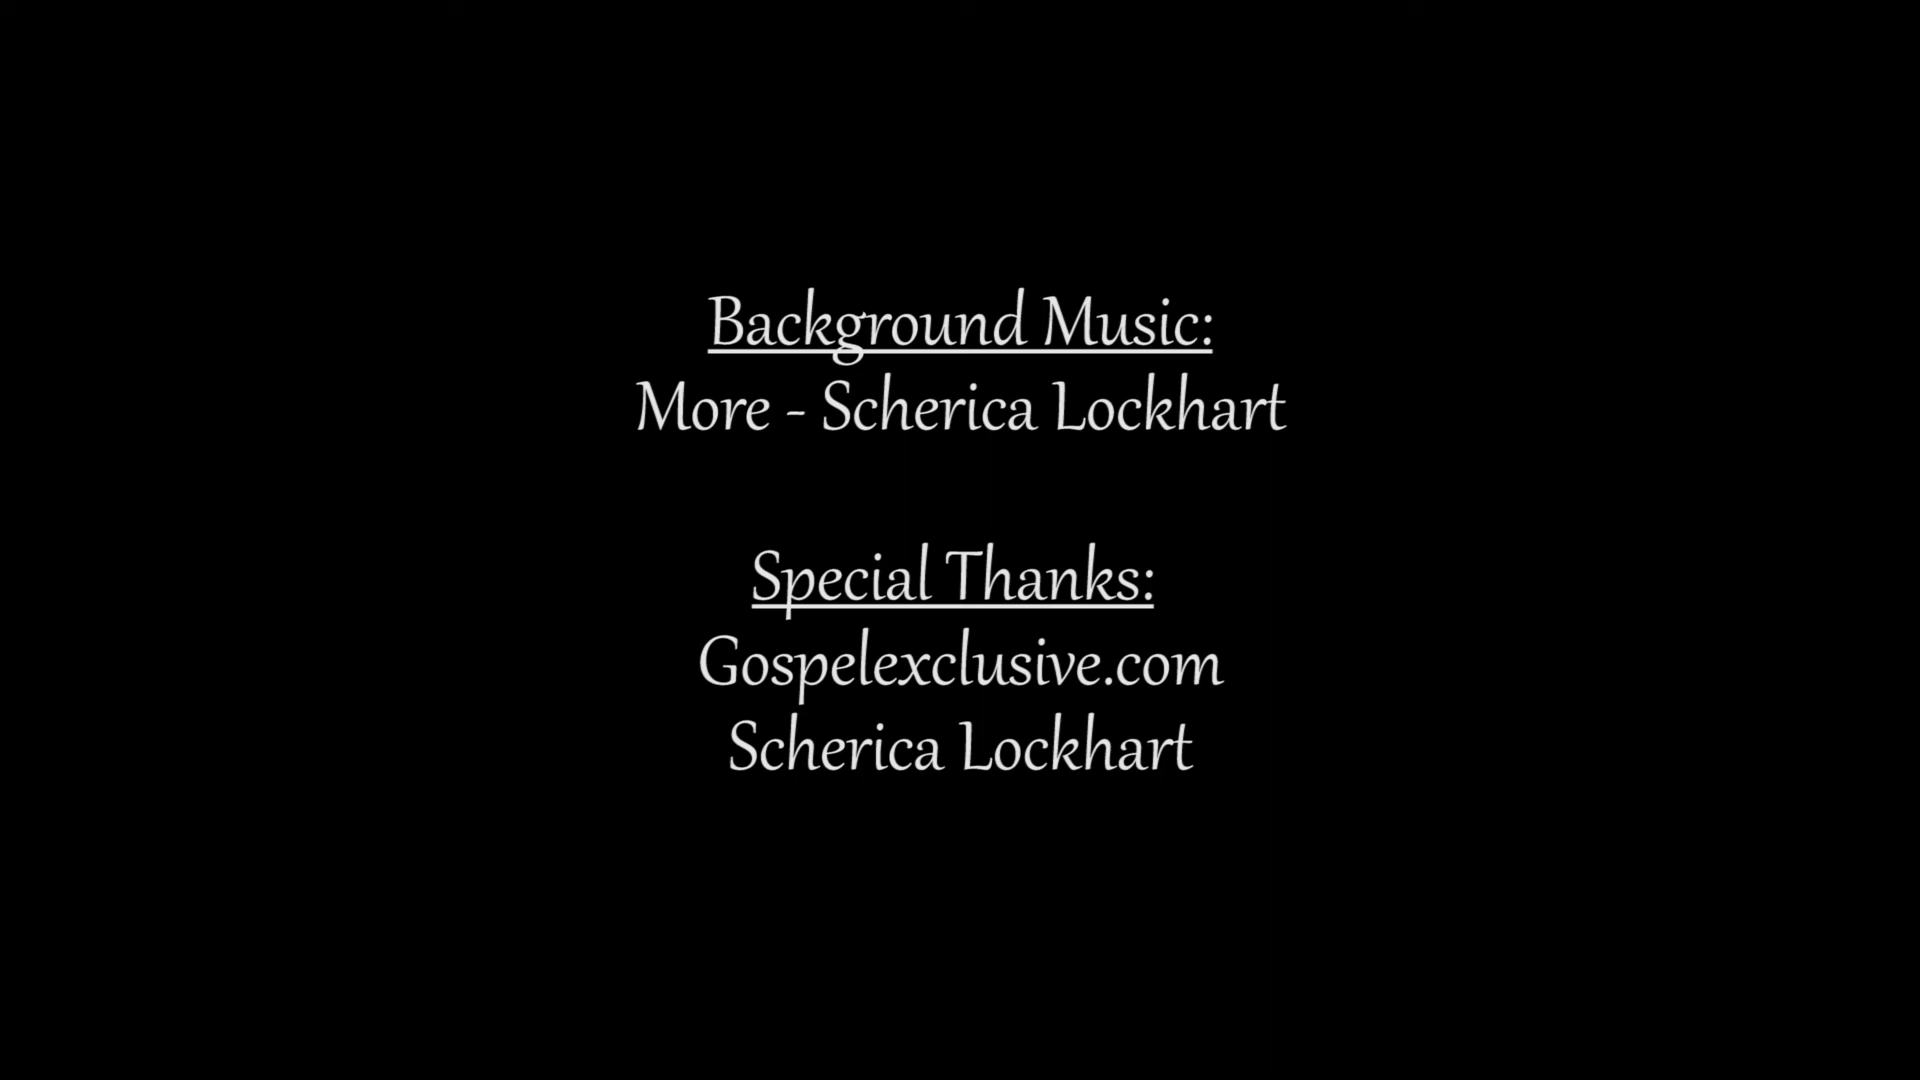 Background Music:
More - Scherica Lockhart
Special Thanks:
Gospelexclusive.com
Scherica Lockhart